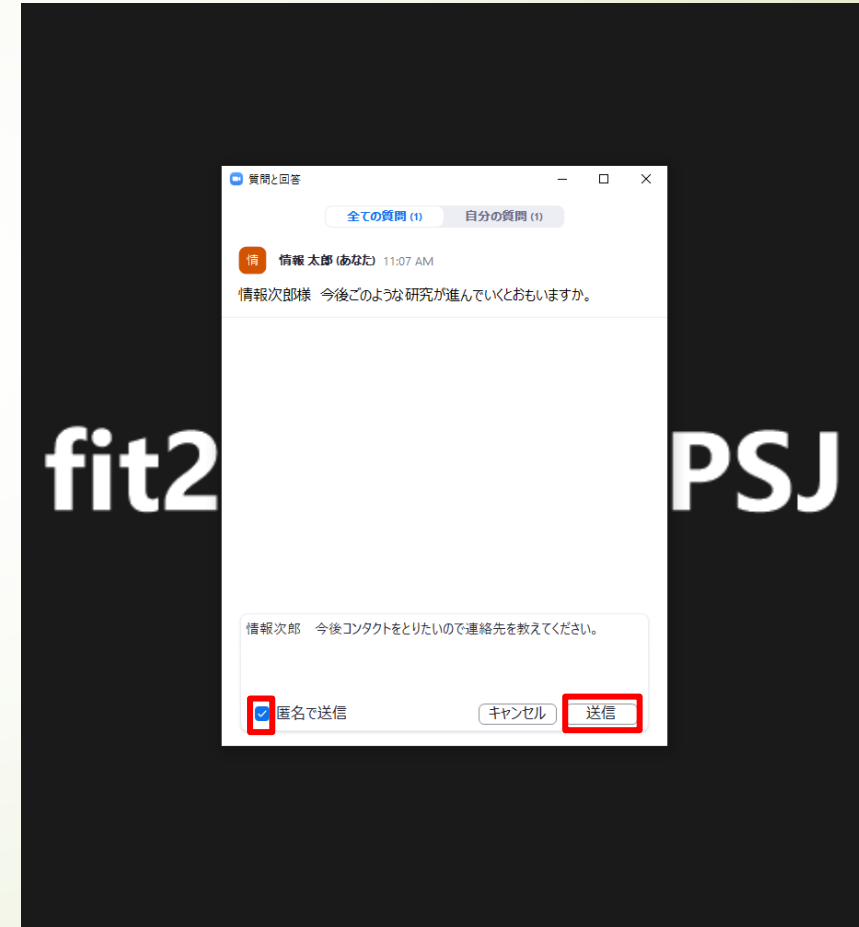 質問と回答
全ての質問 (1) 自分の質問 (1)
情 情報 太郎 (あなた) 11:07 AM
情報次郎様 今後ごのような研究が進んでいくとおもいますか。
fit2 PSJ
情報次郎 今後コンタクトをとりたいので連絡先を教えてください。
匿名で送信 キャンセル 送信